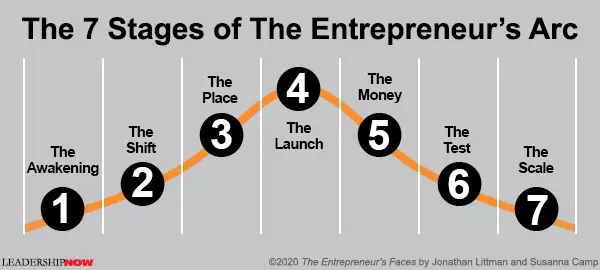 The 7 Stages of The Entrepreneur's Arc
The
Awakening
1
The
Shift
2
The
Place
3
4
The
Launch
The
Money
5
The
Test
6
The
Scale
7
LEADERSHIPNOW
©2020 The Entrepreneur's Faces by Jonathan Littman and Susanna Camp